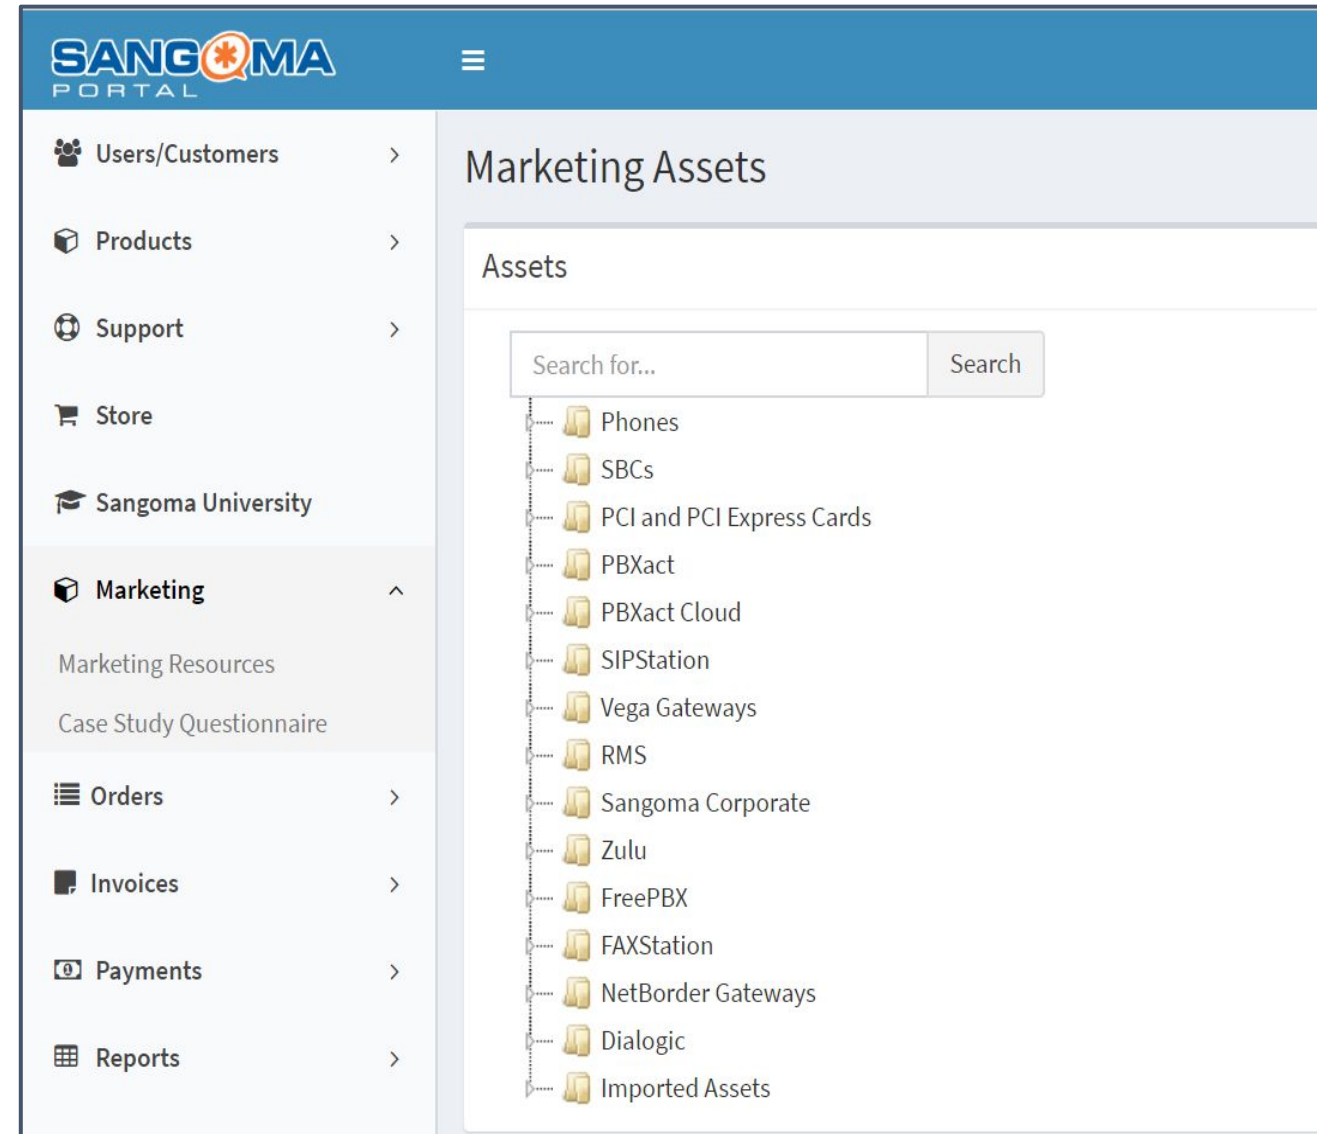 SANGOMA
PORTAL
Users/Customers
Products
Support
Store
Sangoma University
Marketing
Marketing Resources
Case Study Questionnaire
Orders
Invoices
Payments
Reports
Marketing Assets
Assets
Search for...
Search
Phones
SBCs
PCI and PCI Express Cards
PBXact
PBXact Cloud
SIPStation
Vega Gateways
RMS
Sangoma Corporate
Zulu
FreePBX
FAXStation
NetBorder Gateways
Dialogic
Imported Assets